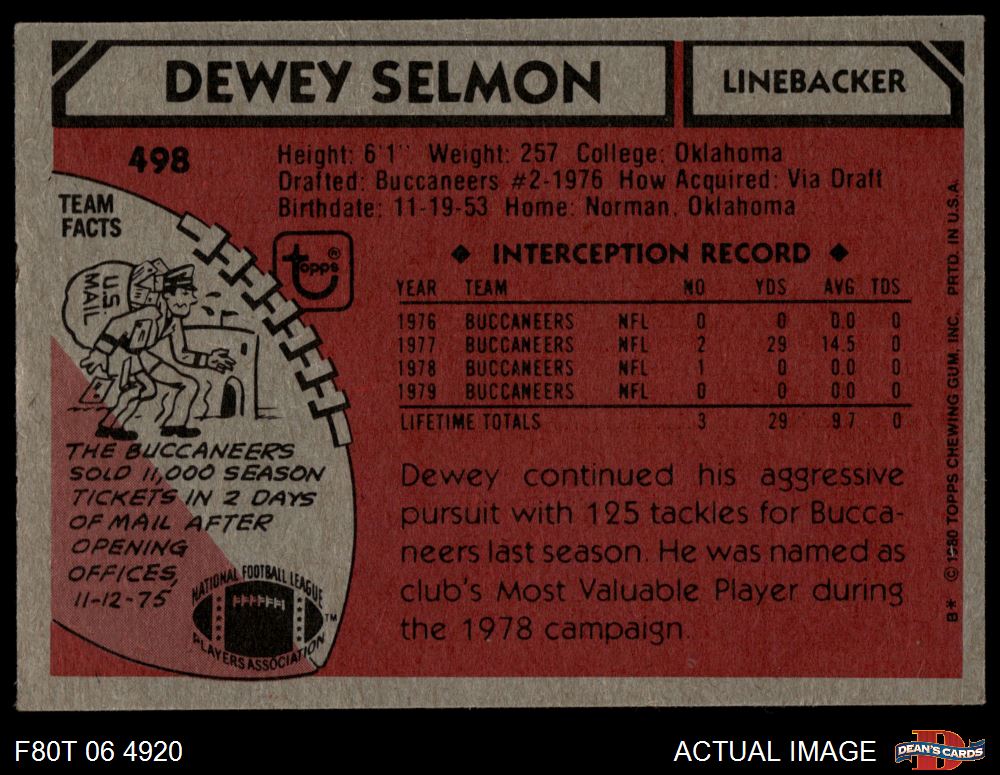 DEWEY SELMON
LINEBACKER
498
Height: 6'1" Weight: 257 College: Oklahoma
Drafted: Buccaneers #2-1976 How Acquired: Via Draft
Birthdate: 11-19-53 Home: Norman, Oklahoma
TEAM
FACTS
U.S.
MAIL
topps®
◆ INTERCEPTION RECORD ◆
YEAR TEAM NO YDS AVG TDS
1976 BUCCANEERS NFL 0 0 0.0 0
1977 BUCCANEERS NFL 2 29 14.5 0
1978 BUCCANEERS NFL 1 0 0.0 0
1979 BUCCANEERS NFL 0 0 0.0 0
LIFETIME TOTALS 3 29 9.7 0
THE BUCCANEERS
SOLD 11,000 SEASON
TICKETS IN 2 DAYS
OF MAIL AFTER
OPENING
OFFICES,
11-12-75
Dewey continued his aggressive
pursuit with 125 tackles for Bucca-
neers last season. He was named as
club's Most Valuable Player during
the 1978 campaign.
NATIONAL FOOTBALL LEAGUE
PLAYERS ASSOCIATION
TM
B* © 1980 TOPPS CHEWING GUM, INC. PRTD. IN U.S.A.
F80T 06 4920
ACTUAL IMAGE
D
DEAN'S CARDS